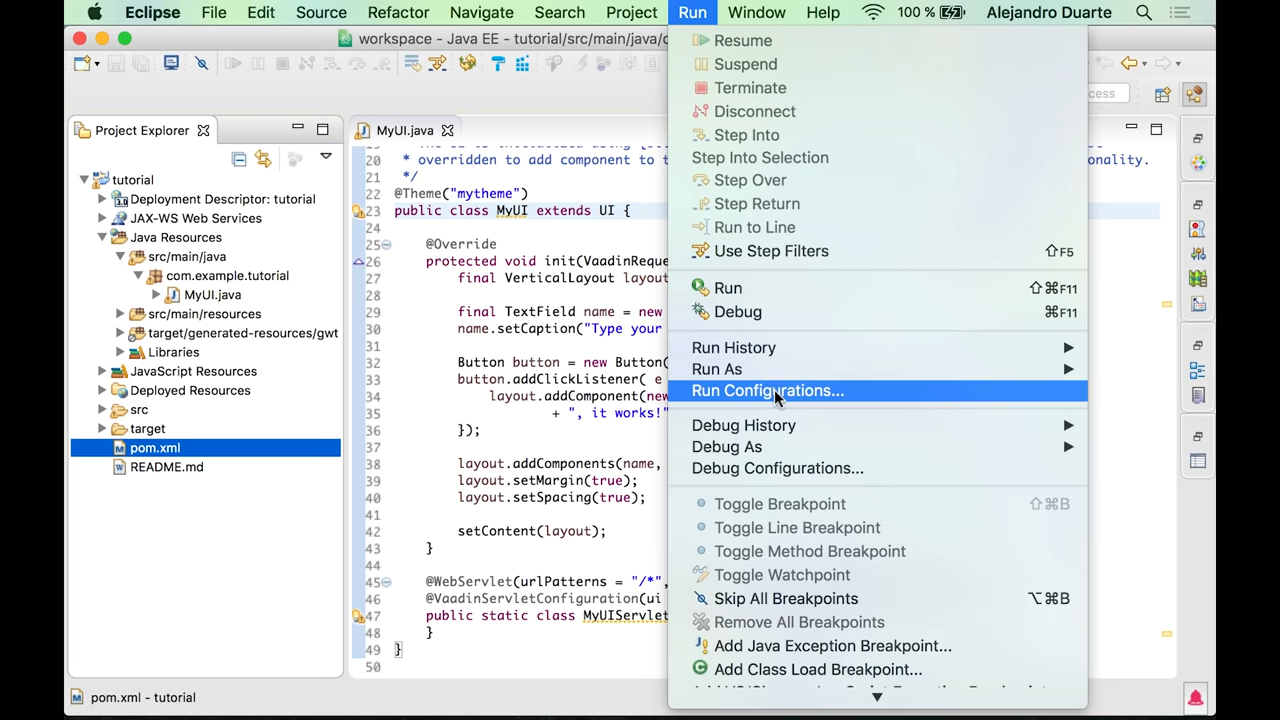 Eclipse File Edit Source Refactor Navigate Search Project Run Window Help 100 % Alejandro Duarte
workspace - Java EE - tutorial/src/main/java/c
cess
Project Explorer
tutorial
Deployment Descriptor: tutorial
JAX-WS Web Services
Java Resources
src/main/java
com.example.tutorial
MyUI.java
src/main/resources
target/generated-resources/gwt
Libraries
JavaScript Resources
Deployed Resources
src
target
pom.xml
README.md
MyUI.java
20 * overridden to add component to t onality.
21 */
22 @Theme("mytheme")
23 public class MyUI extends UI {
24
25 @Override
26 protected void init(VaadinReque
27 final VerticalLayout layout
28
29 final TextField name = new
30 name.setCaption("Type your
31
32 Button button = new Button(
33 button.addClickListener( e
34 layout.addComponent(new
35 + ", it works!"
36 });
37
38 layout.addComponents(name,
39 layout.setMargin(true);
40 layout.setSpacing(true);
41
42 setContent(layout);
43 }
44
45 @WebServlet(urlPatterns = "/*",
46 @VaadinServletConfiguration(ui
47 public static class MyUIServlet
48 }
49 }
50
Resume
Suspend
Terminate
Disconnect
Step Into
Step Into Selection
Step Over
Step Return
Run to Line
Use Step Filters ⇧F5
Run ⇧⌘F11
Debug ⌘F11
Run History
Run As
Run Configurations...
Debug History
Debug As
Debug Configurations...
Toggle Breakpoint ⇧⌘B
Toggle Line Breakpoint
Toggle Method Breakpoint
Toggle Watchpoint
Skip All Breakpoints ⌥⌘B
Remove All Breakpoints
Add Java Exception Breakpoint...
Add Class Load Breakpoint...
pom.xml - tutorial